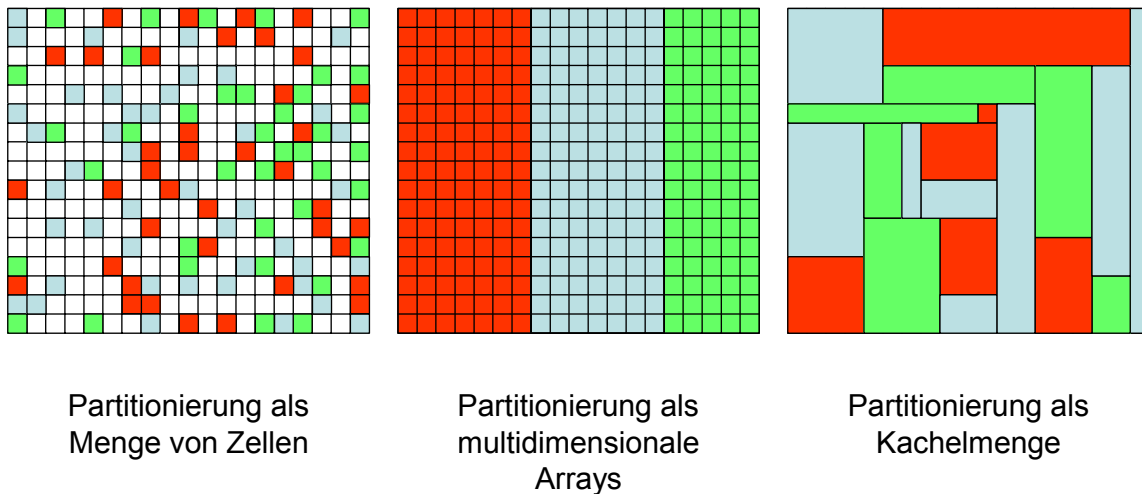 Partitionierung als
Menge von Zellen
Partitionierung als
multidimensionale
Arrays
Partitionierung als
Kachelmenge